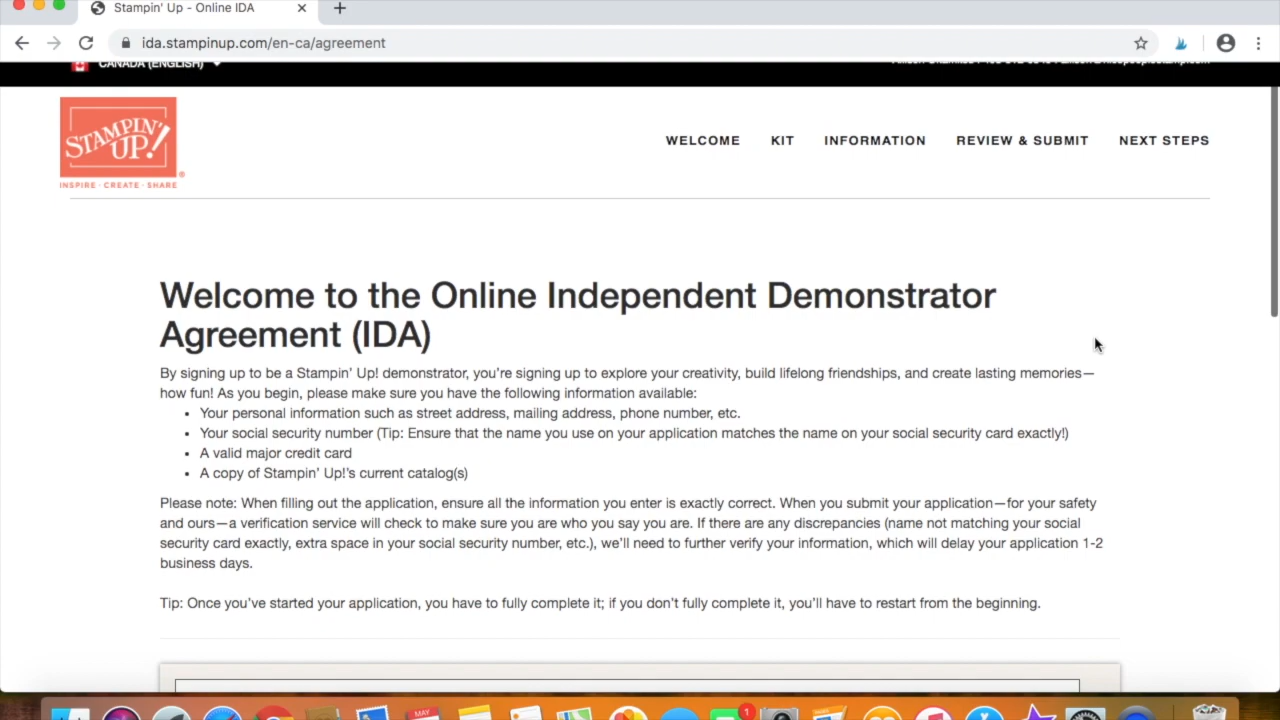 Stampin' Up - Online IDA
ida.stampinup.com/en-ca/agreement
CANADA (ENGLISH)
STAMPIN' UP!®
INSPIRE · CREATE · SHARE
WELCOME KIT INFORMATION REVIEW & SUBMIT NEXT STEPS
Welcome to the Online Independent Demonstrator
Agreement (IDA)
By signing up to be a Stampin' Up! demonstrator, you're signing up to explore your creativity, build lifelong friendships, and create lasting memories—
how fun! As you begin, please make sure you have the following information available:
▪ Your personal information such as street address, mailing address, phone number, etc.
▪ Your social security number (Tip: Ensure that the name you use on your application matches the name on your social security card exactly!)
▪ A valid major credit card
▪ A copy of Stampin' Up!'s current catalog(s)
Please note: When filling out the application, ensure all the information you enter is exactly correct. When you submit your application—for your safety
and ours—a verification service will check to make sure you are who you say you are. If there are any discrepancies (name not matching your social
security card exactly, extra space in your social security number, etc.), we'll need to further verify your information, which will delay your application 1-2
business days.
Tip: Once you've started your application, you have to fully complete it; if you don't fully complete it, you'll have to restart from the beginning.
MAY
1